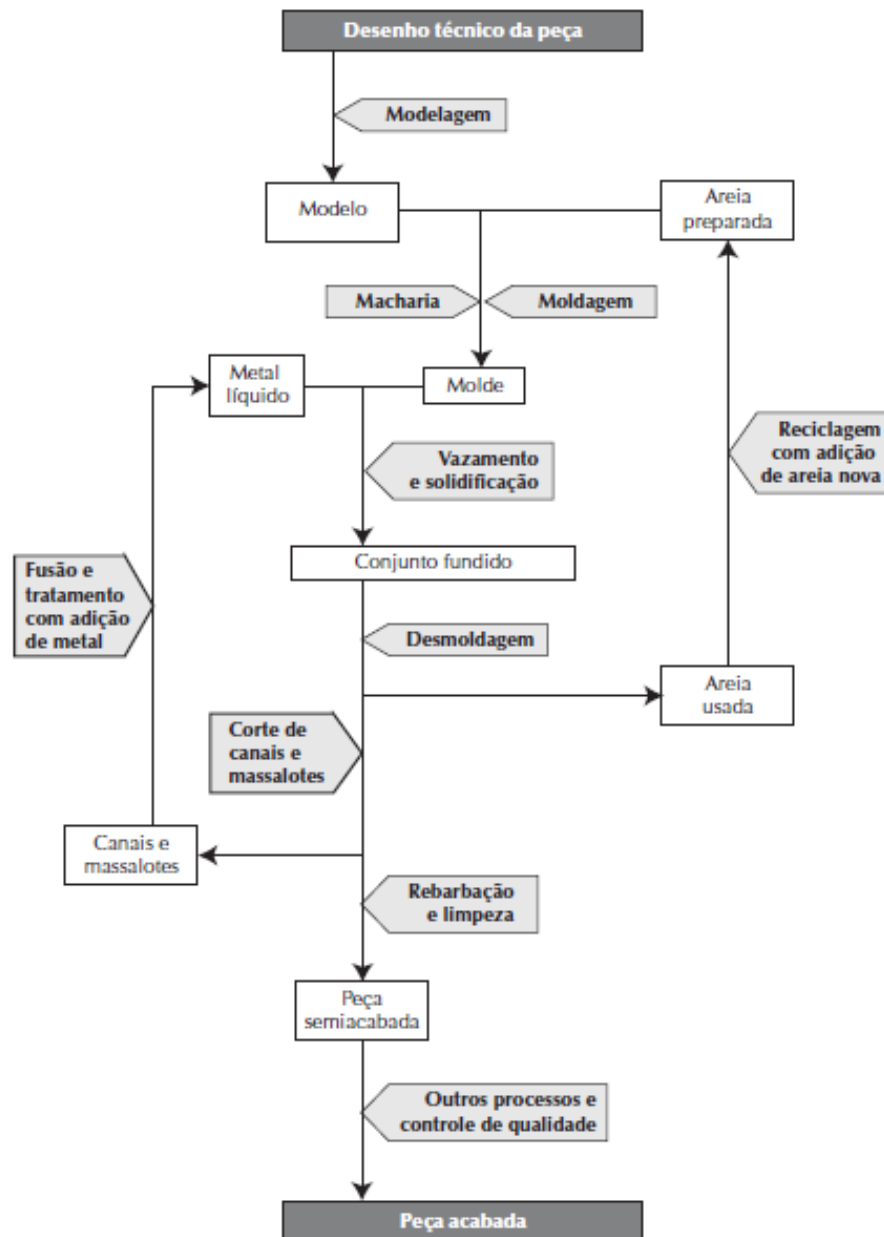 Desenho técnico da peça
Modelagem
Modelo
Areia
preparada
Macharia
Moldagem
Metal
líquido
Molde
Reciclagem
com adição
de areia nova
Vazamento
e solidificação
Conjunto fundido
Fusão e
tratamento
com adição
de metal
Desmoldagem
Areia
usada
Corte de
canais e
massalotes
Canais e
massalotes
Rebarbação
e limpeza
Peça
semiacabada
Outros processos e
controle de qualidade
Peça acabada